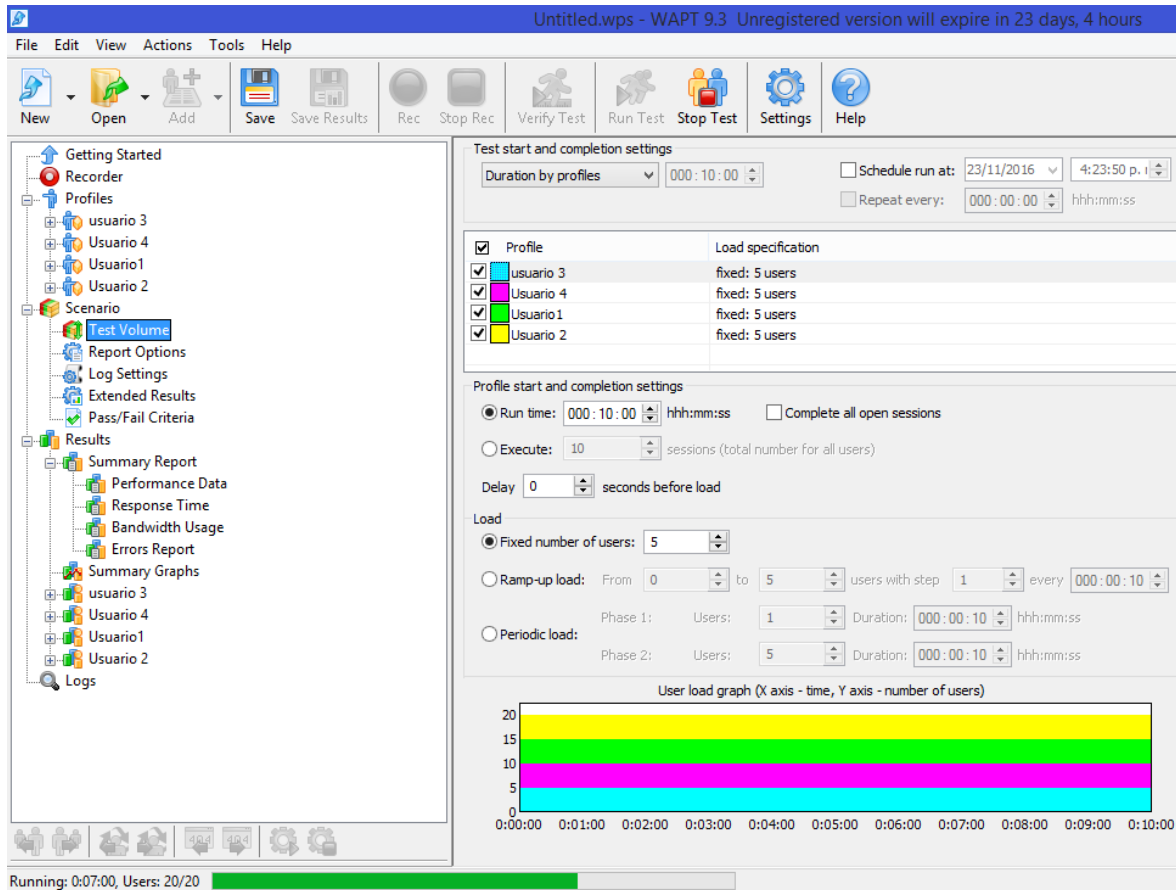 Untitled.wps - WAPT 9.3 Unregistered version will expire in 23 days, 4 hours
File Edit View Actions Tools Help
New Open Add Save Save Results Rec Stop Rec Verify Test Run Test Stop Test Settings Help
Getting Started
Recorder
Profiles
usuario 3
Usuario 4
Usuario1
Usuario 2
Scenario
Test Volume
Report Options
Log Settings
Extended Results
Pass/Fail Criteria
Results
Summary Report
Performance Data
Response Time
Bandwidth Usage
Errors Report
Summary Graphs
usuario 3
Usuario 4
Usuario1
Usuario 2
Logs
Test start and completion settings
Duration by profiles 000:10:00 Schedule run at: 23/11/2016 4:23:50 p.
Repeat every: 000:00:00 hhh:mm:ss
Profile Load specification
usuario 3 fixed: 5 users
Usuario 4 fixed: 5 users
Usuario1 fixed: 5 users
Usuario 2 fixed: 5 users
Profile start and completion settings
Run time: 000:10:00 hhh:mm:ss Complete all open sessions
Execute: 10 sessions (total number for all users)
Delay 0 seconds before load
Load
Fixed number of users: 5
Ramp-up load: From 0 to 5 users with step 1 every 000:00:10
Phase 1: Users: 1 Duration: 000:00:10 hhh:mm:ss
Periodic load:
Phase 2: Users: 5 Duration: 000:00:10 hhh:mm:ss
User load graph (X axis - time, Y axis - number of users)
20
15
10
5
0
0:00:00 0:01:00 0:02:00 0:03:00 0:04:00 0:05:00 0:06:00 0:07:00 0:08:00 0:09:00 0:10:00
404 404
Running: 0:07:00, Users: 20/20